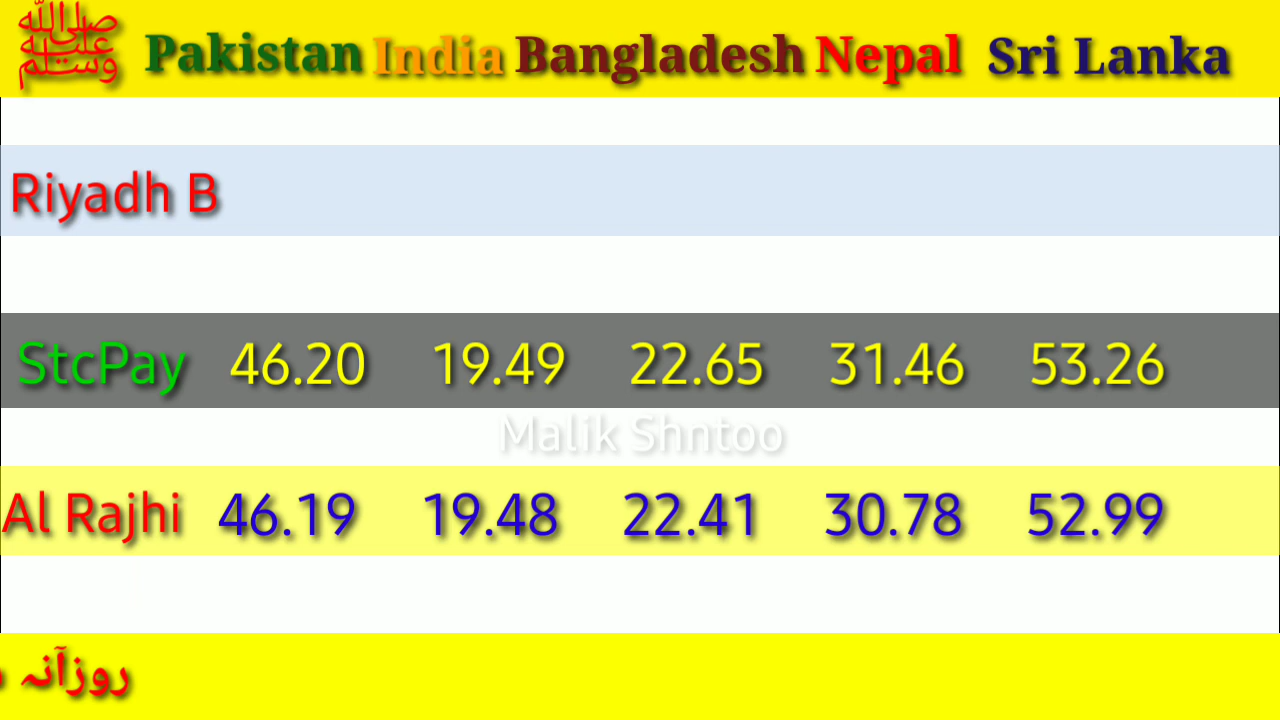 صلى الله عليه وسلم
Pakistan India Bangladesh Nepal Sri Lanka
Riyadh B
StcPay 46.20 19.49 22.65 31.46 53.26
Malik Shntoo
Al Rajhi 46.19 19.48 22.41 30.78 52.99
روزآنہ